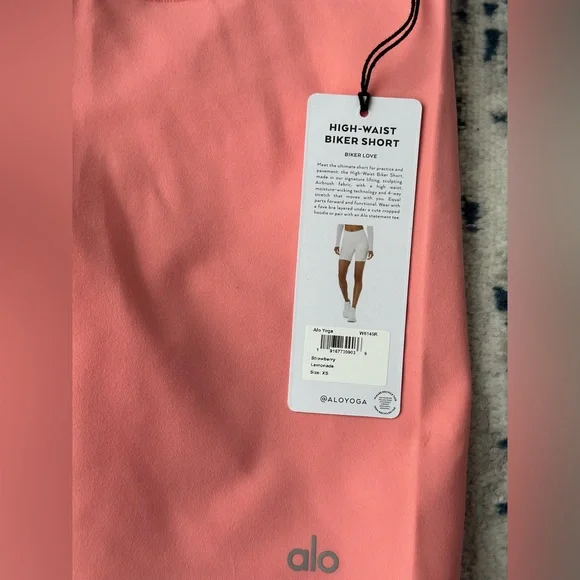 HIGH-WAIST
BIKER SHORT
BIKER LOVE
Meet the ultimate short for practice and
pavement: the High-Waist Biker Short,
made in our signature lifting, sculpting
Airbrush fabric, with a high waist,
moisture-wicking technology and 4-way
stretch that moves with you. Equal
parts forward and functional. Wear with
a fave bra layered under a cute cropped
hoodie or pair with an Alo statement tee
Alo Yoga
Strawberry
Lemonade
Size: XS
@ALOYOGA
alo